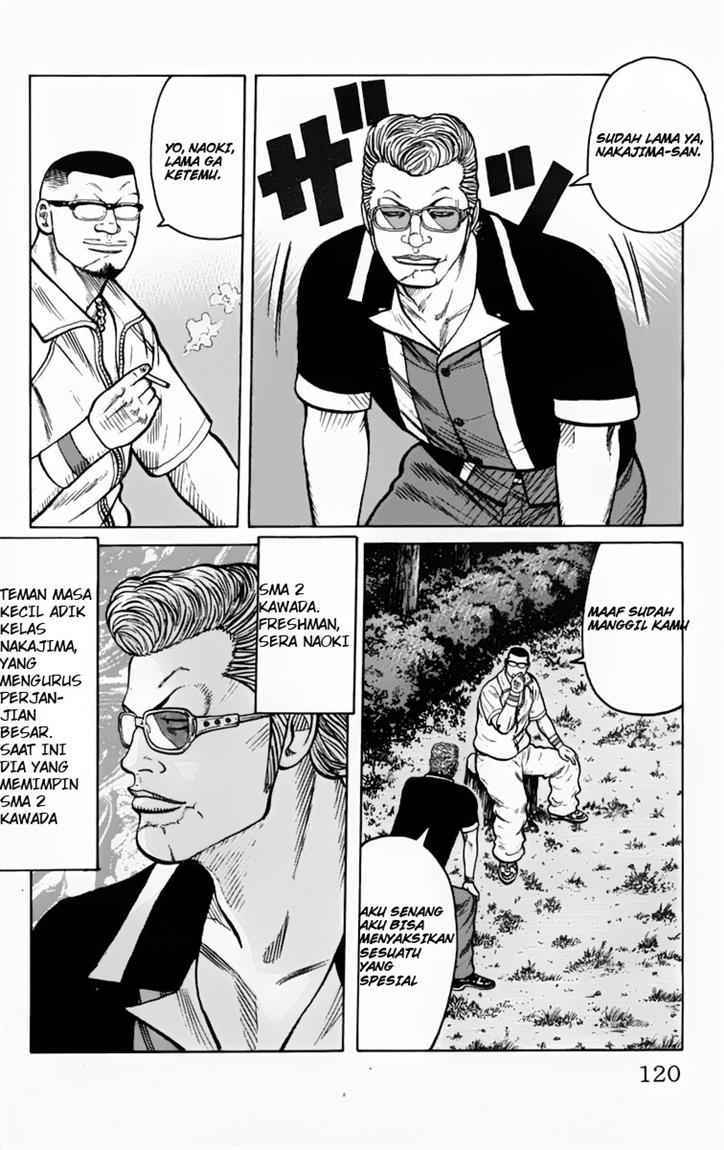 SUDAH LAMA YA,
NAKAJIMA-SAN.
ザ"ッ
YO, NAOKI,
LAMA GA
KETEMU.
MAAF SUDAH
MANGGIL KAMU
AKU SENANG
AKU BISA
MENYAKSIKAN
SESUATU
YANG
SPESIAL
SMA 2
KAWADA.
FRESHMAN,
SERA NAOKI
TEMAN MASA
KECIL ADIK
KELAS
NAKAJIMA,
YANG
MENGURUS
PERJAN-
JIAN
BESAR.
SAAT INI
DIA YANG
MEMIMPIN
SMA 2
KAWADA
120